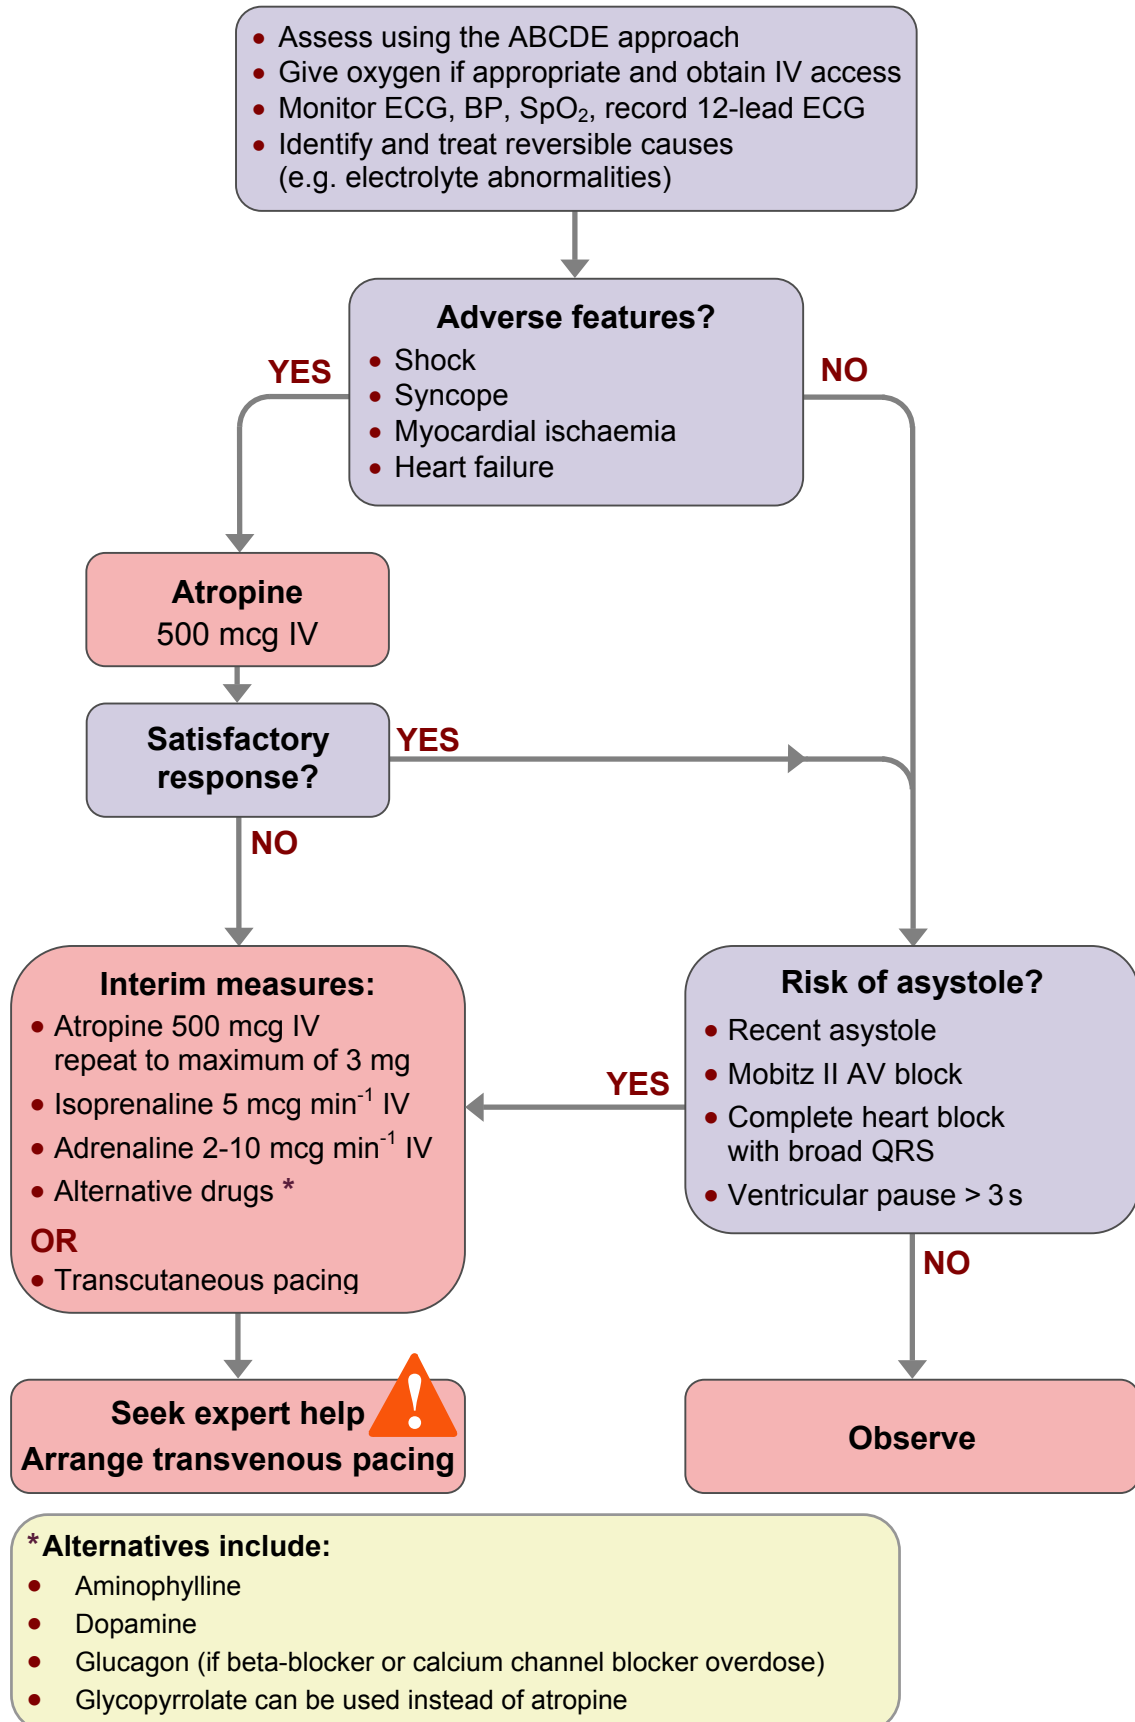 • Assess using the ABCDE approach
• Give oxygen if appropriate and obtain IV access
• Monitor ECG, BP, SpO₂, record 12-lead ECG
• Identify and treat reversible causes
(e.g. electrolyte abnormalities)
Adverse features?
• Shock
• Syncope
• Myocardial ischaemia
• Heart failure
YES
NO
Atropine
500 mcg IV
Satisfactory
response?
YES
NO
Interim measures:
• Atropine 500 mcg IV
repeat to maximum of 3 mg
• Isoprenaline 5 mcg min⁻¹ IV
• Adrenaline 2-10 mcg min⁻¹ IV
• Alternative drugs *
OR
• Transcutaneous pacing
YES
Risk of asystole?
• Recent asystole
• Mobitz II AV block
• Complete heart block
with broad QRS
• Ventricular pause > 3 s
NO
Seek expert help
Arrange transvenous pacing
!
Observe
* Alternatives include:
• Aminophylline
• Dopamine
• Glucagon (if beta-blocker or calcium channel blocker overdose)
• Glycopyrrolate can be used instead of atropine